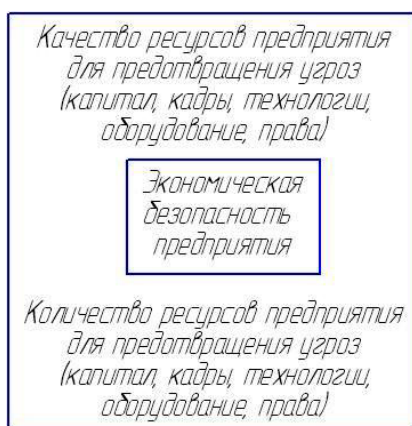 Качество ресурсов предприятия
для предотвращения угроз
(капитал, кадры, технологии,
оборудование, права)
Экономическая
безопасность
предприятия
Количество ресурсов предприятия
для предотвращения угроз
(капитал, кадры, технологии,
оборудование, права)